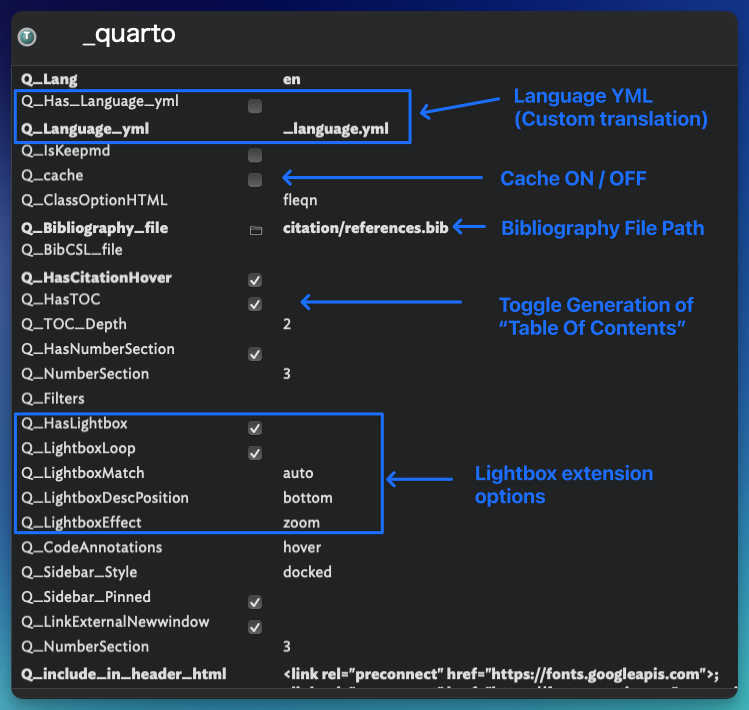 _quarto
Q_Lang en
Q_Has_Language_yml
Q_Language_yml _language.yml
Language YML
(Custom translation)
Q_IsKeepmd
Q_cache
Cache ON / OFF
Q_ClassOptionHTML fleqn
Q_Bibliography_file citation/references.bib
Bibliography File Path
Q_BibCSL_file
Q_HasCitationHover
Q_HasTOC
Toggle Generation of
“Table Of Contents”
Q_TOC_Depth 2
Q_HasNumberSection
Q_NumberSection 3
Q_Filters
Q_HasLightbox
Q_LightboxLoop
Q_LightboxMatch auto
Lightbox extension
options
Q_LightboxDescPosition bottom
Q_LightboxEffect zoom
Q_CodeAnnotations hover
Q_Sidebar_Style docked
Q_Sidebar_Pinned
Q_LinkExternalNewwindow
Q_NumberSection 3
Q_include_in_header_html <link rel="preconnect" href="https://fonts.googleapis.com">;